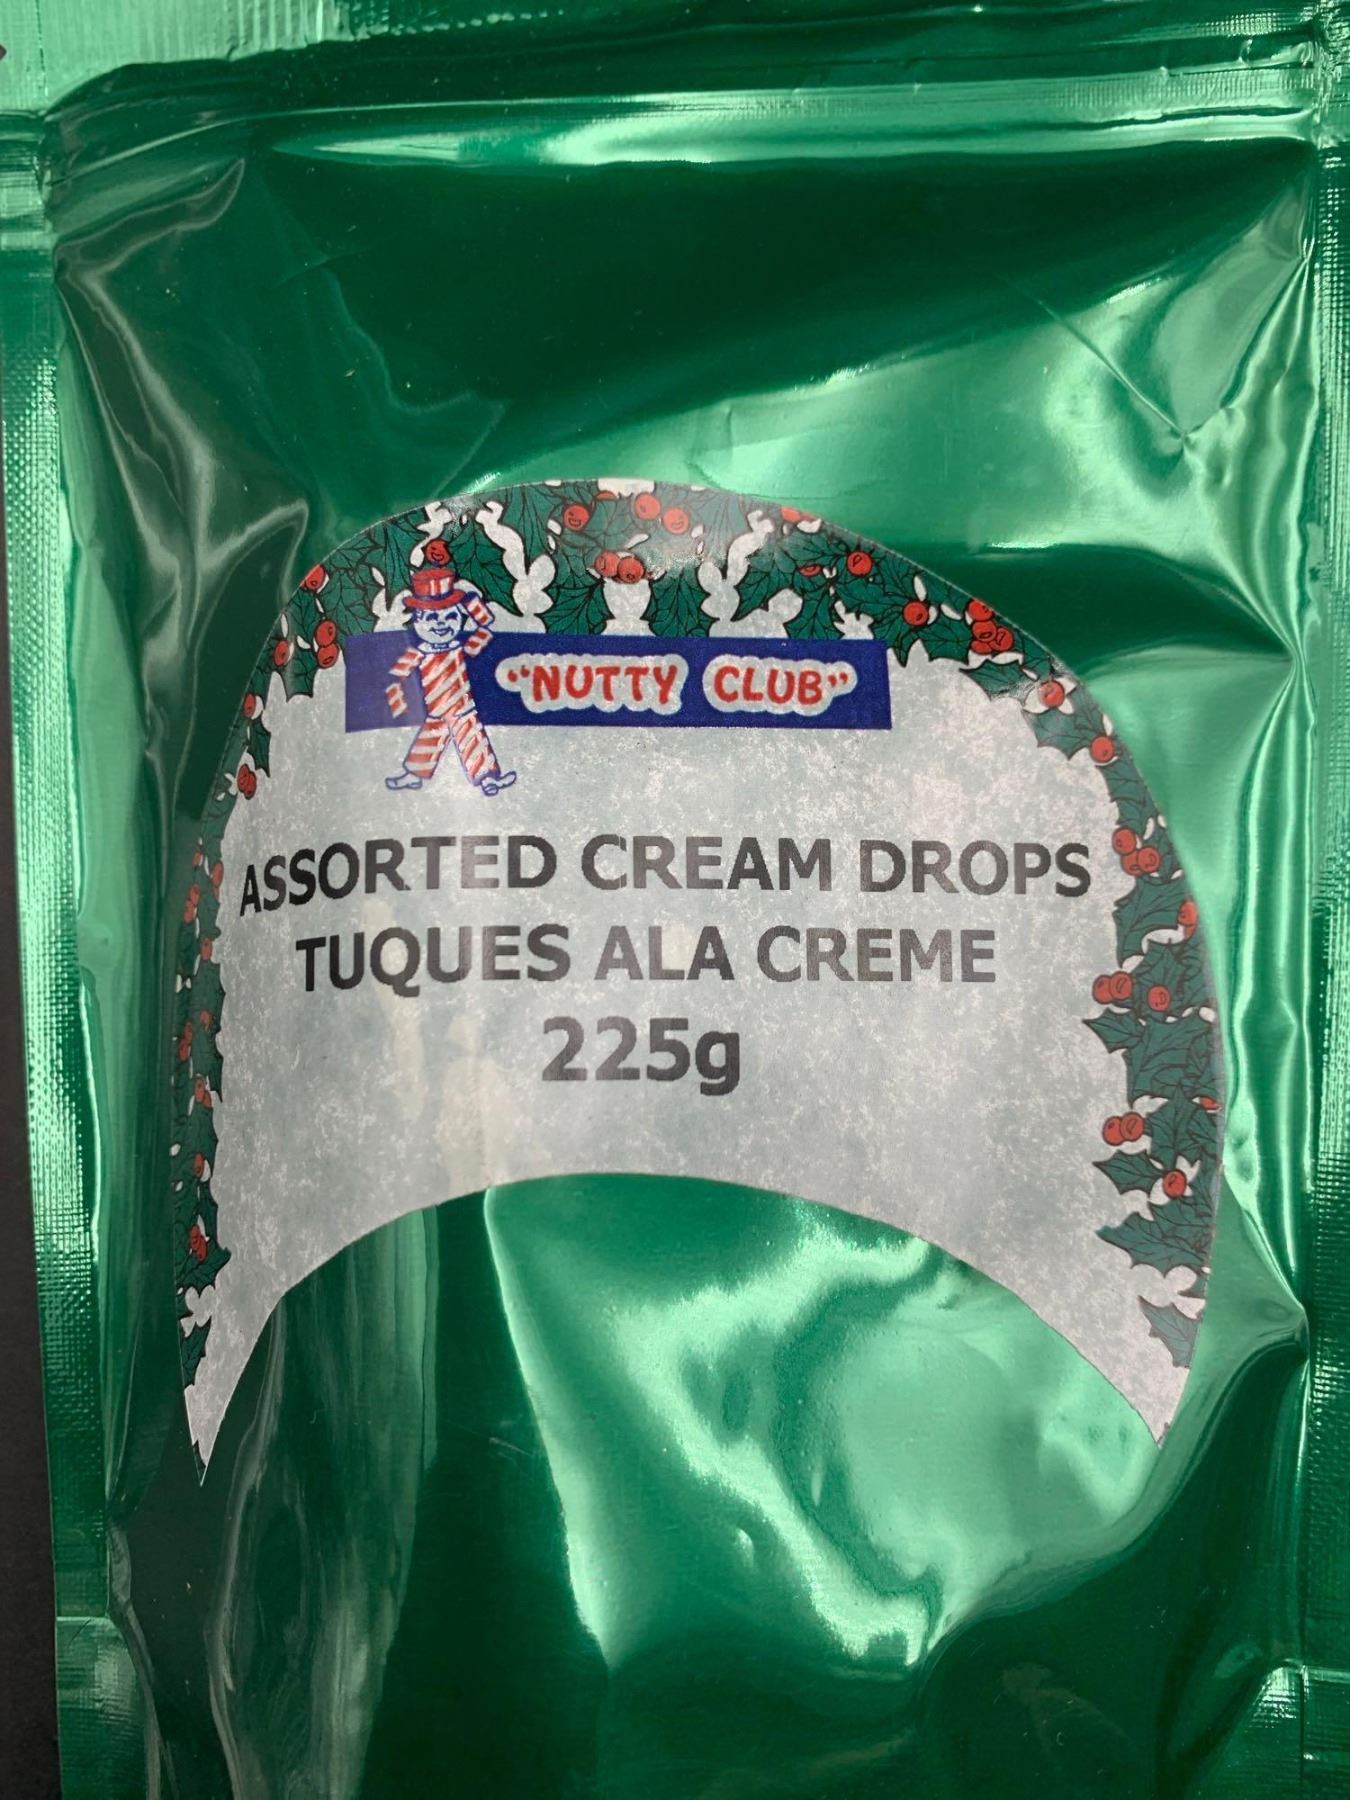 "NUTTY CLUB"
ASSORTED CREAM DROPS
TUQUES ALA CREME
225g